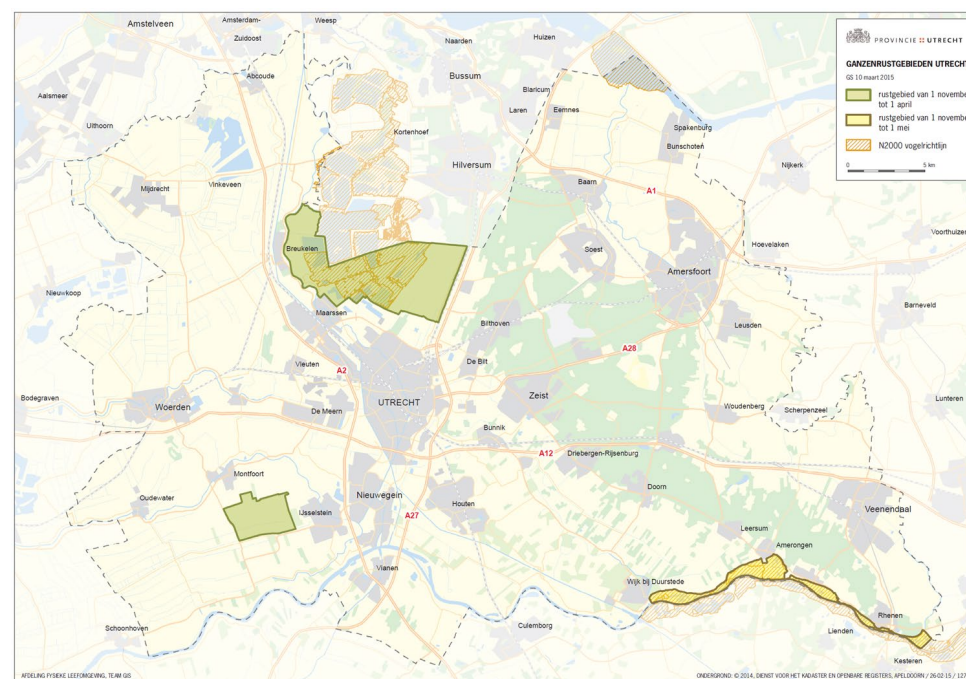 PROVINCIE UTRECHT
GANZENRUSTGEBIEDEN UTRECHT
GS 10 maart 2015
rustgebied van 1 novembe
tot 1 april
rustgebied van 1 novembe
tot 1 mei
N2000 vogelrichtlijn
0 5 km
Amstelveen
Amsterdam-
Zuidoost
Weesp
Naarden
Huizen
Abcoude
Bussum
Blaricum
Aalsmeer
Laren
Eemnes
Uithoorn
Kortenhoef
Spakenburg
Bunschoten
Hilversum
Nijkerk
Mijdrecht
Vinkeveen
Baarn
A1
Voorthuizen
Breukelen
Soest
Hoevelaken
Amersfoort
Nieuwkoop
Barneveld
Maarssen
Bilthoven
Leusden
A28
Vleuten
A2
De Bilt
Bodegraven
Woerden
De Meern
UTRECHT
Zeist
Woudenberg
Scherpenzeel
Lunteren
Bunnik
A12
Driebergen-Rijsenburg
Montfoort
Oudewater
Nieuwegein
Houten
Doorn
IJsselstein
A27
Veenendaal
Leersum
Amerongen
Vianen
Wijk bij Duurstede
Rhenen
Schoonhoven
Culemborg
Lienden
Kesteren
AFDELING FYSIEKE LEEFOMGEVING, TEAM GIS
ONDERGROND: © 2014, DIENST VOOR HET KADASTER EN OPENBARE REGISTERS, APELDOORN / 26-02-15 / 127